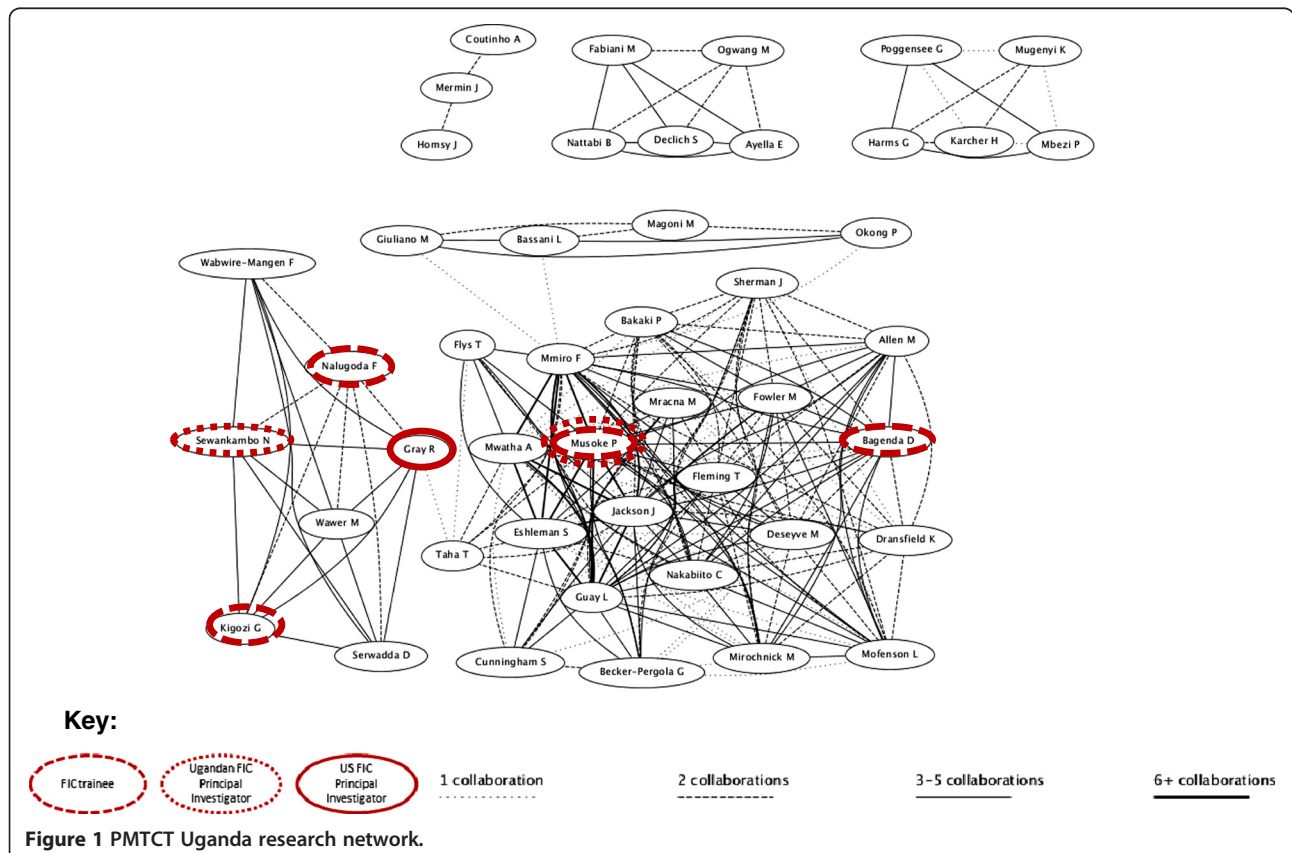 Coutinho A
Mermin J
Homsy J
Fabiani M
Ogwang M
Nattabi B
Declich S
Ayella E
Poggensee G
Mugenyi K
Harms G
Karcher H
Mbezi P
Magoni M
Giuliano M
Bassani L
Okong P
Wabwire-Mangen F
Nalugoda F
Sewankambo N
Gray R
Wawer M
Kigozi G
Serwadda D
Sherman J
Bakaki P
Allen M
Flys T
Mmiro F
Mracna M
Fowler M
Mwatha A
Musoke P
Bagenda D
Fleming T
Jackson J
Eshleman S
Deseyve M
Dransfield K
Taha T
Nakabiito C
Guay L
Cunningham S
Becker-Pergola G
Mirochnick M
Mofenson L
Key:
FIC trainee
Ugandan FIC
Principal
Investigator
US FIC
Principal
Investigator
1 collaboration
2 collaborations
3-5 collaborations
6+ collaborations
Figure 1 PMTCT Uganda research network.